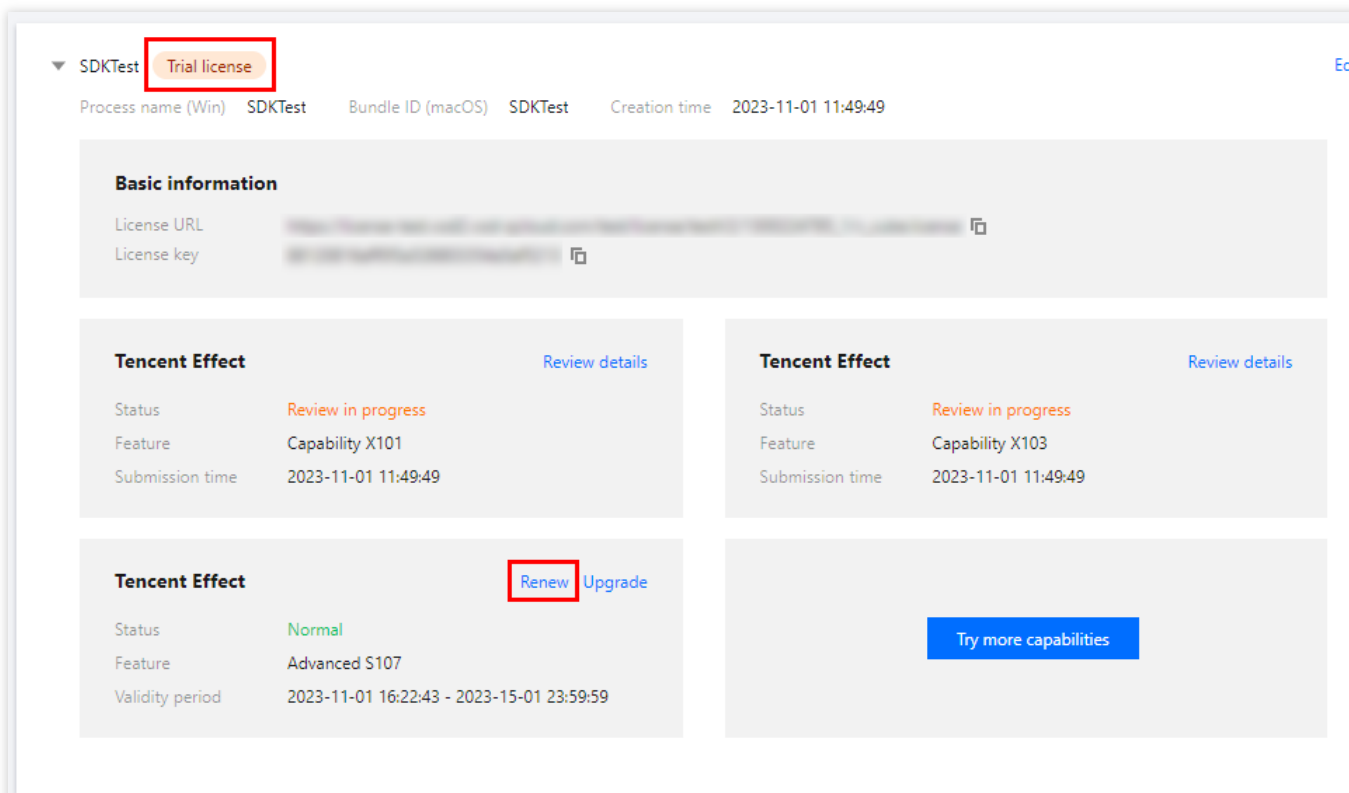 SDKTest Trial license
Ec
Process name (Win) SDKTest Bundle ID (macOS) SDKTest Creation time 2023-11-01 11:49:49
Basic information
License URL
License key
Tencent Effect Review details
Status Review in progress
Feature Capability X101
Submission time 2023-11-01 11:49:49
Tencent Effect Review details
Status Review in progress
Feature Capability X103
Submission time 2023-11-01 11:49:49
Tencent Effect Renew Upgrade
Status Normal
Feature Advanced S107
Validity period 2023-11-01 16:22:43 - 2023-15-01 23:59:59
Try more capabilities